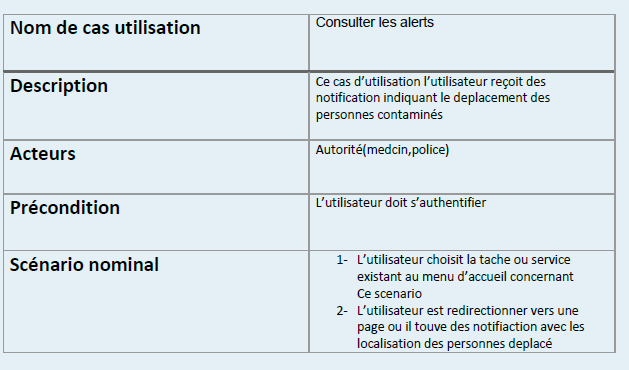 Nom de cas utilisation
Consulter les alerts
Description
Ce cas d’utilisation l’utilisateur reçoit des
notification indiquant le deplacement des
personnes contaminés
Acteurs
Autorité(medcin,police)
Précondition
L’utilisateur doit s’authentifier
Scénario nominal
1- L’utilisateur choisit la tache ou service
existant au menu d’accueil concernant
Ce scenario
2- L’utilisateur est redirectionner vers une
page ou il touve des notifiaction avec les
localisation des personnes deplacé